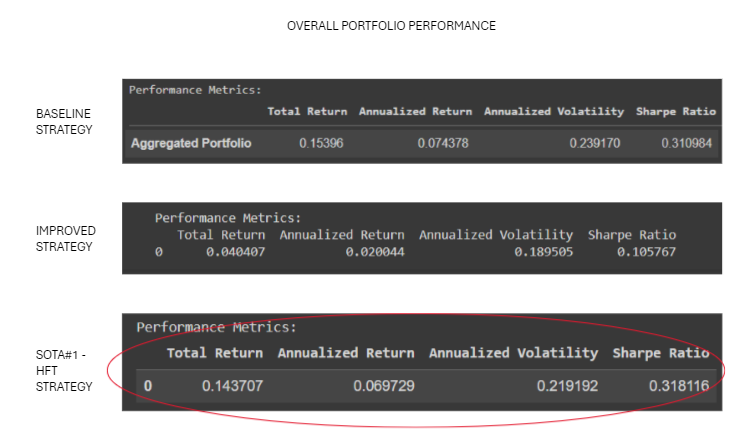 OVERALL PORTFOLIO PERFORMANCE
BASELINE
STRATEGY
Performance Metrics:
Total Return Annualized Return Annualized Volatility Sharpe Ratio
Aggregated Portfolio 0.15396 0.074378 0.239170 0.310984
IMPROVED
STRATEGY
Performance Metrics:
Total Return Annualized Return Annualized Volatility Sharpe Ratio
0 0.040407 0.020044 0.189505 0.105767
SOTA#1 -
HFT
STRATEGY
Performance Metrics:
Total Return Annualized Return Annualized Volatility Sharpe Ratio
0 0.143707 0.069729 0.219192 0.318116